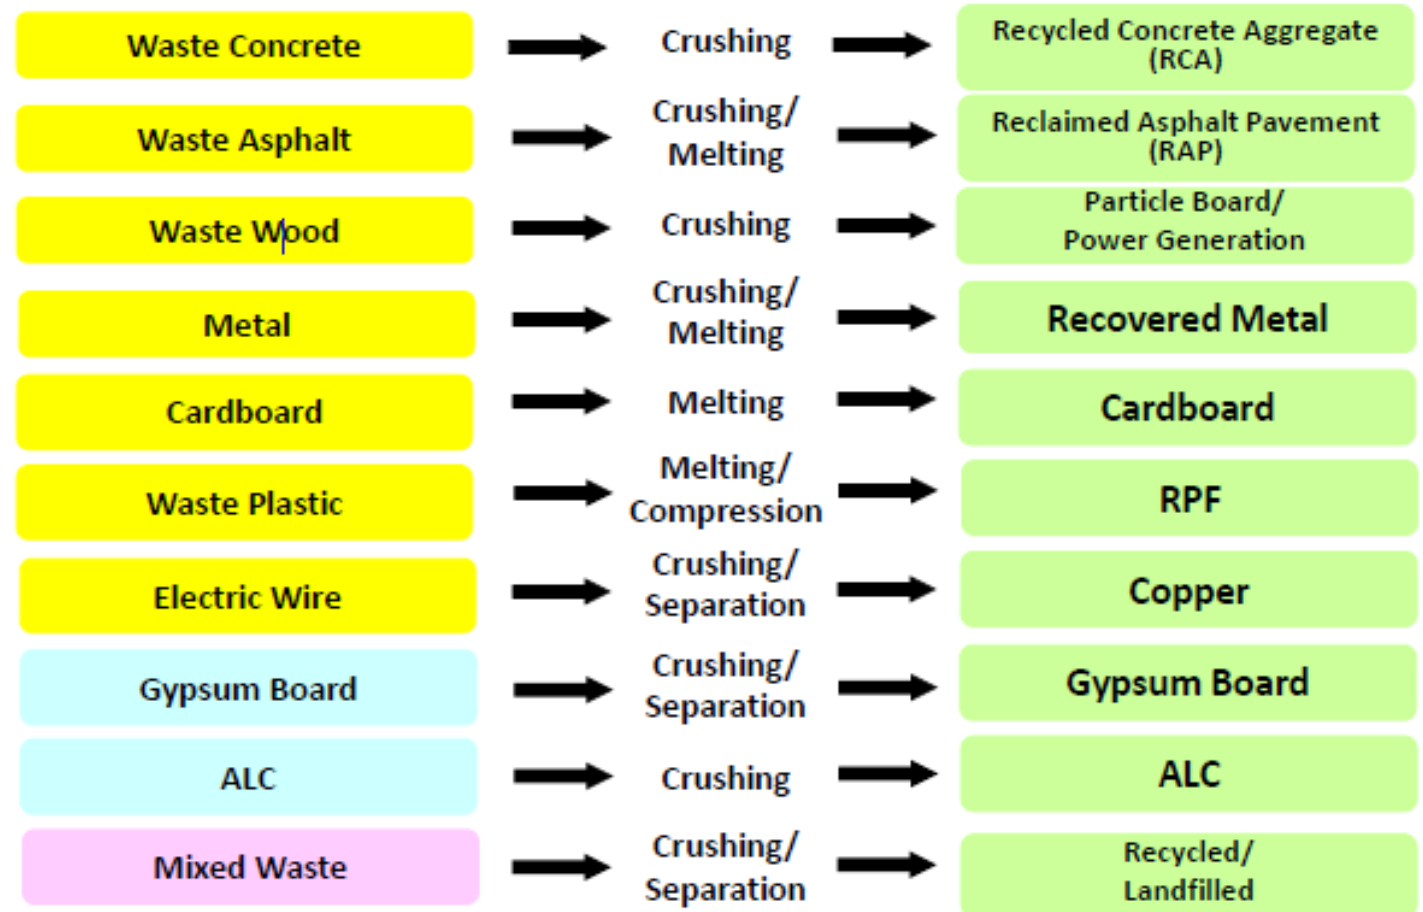 Waste Concrete
Crushing
Recycled Concrete Aggregate
(RCA)
Waste Asphalt
Crushing/
Melting
Reclaimed Asphalt Pavement
(RAP)
Waste Wood
Crushing
Particle Board/
Power Generation
Metal
Crushing/
Melting
Recovered Metal
Cardboard
Melting
Cardboard
Waste Plastic
Melting/
Compression
RPF
Electric Wire
Crushing/
Separation
Copper
Gypsum Board
Crushing/
Separation
Gypsum Board
ALC
Crushing
ALC
Mixed Waste
Crushing/
Separation
Recycled/
Landfilled